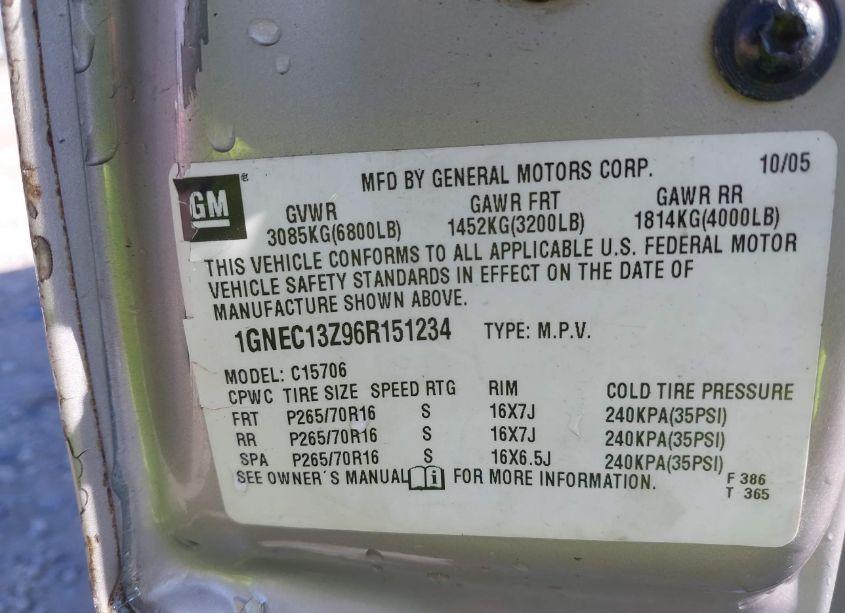 MFD BY GENERAL MOTORS CORP. 10/05
GM
GVWR GAWR FRT GAWR RR
3085KG(6800LB) 1452KG(3200LB) 1814KG(4000LB)
THIS VEHICLE CONFORMS TO ALL APPLICABLE U.S. FEDERAL MOTOR
VEHICLE SAFETY STANDARDS IN EFFECT ON THE DATE OF
MANUFACTURE SHOWN ABOVE.
1GNEC13Z96R151234 TYPE: M.P.V.
MODEL: C15706
CPWC TIRE SIZE SPEED RTG RIM COLD TIRE PRESSURE
FRT P265/70R16 S 16X7J 240KPA(35PSI)
RR P265/70R16 S 16X7J 240KPA(35PSI)
SPA P265/70R16 S 16X6.5J 240KPA(35PSI)
SEE OWNER'S MANUAL FOR MORE INFORMATION.
F 386
T 365